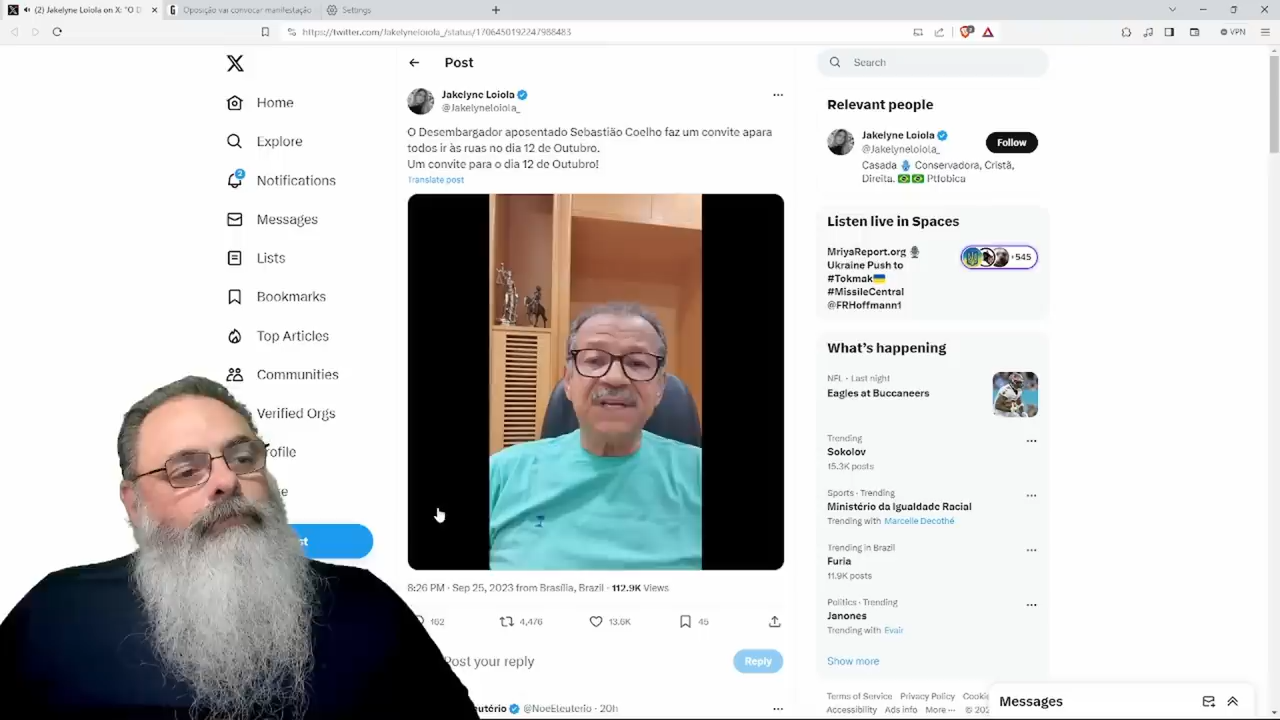 (2) Jakelyne Loiola on X: "O D
Oposição vai convocar manifestação
Settings
https://twitter.com/Jakelyneloiola_/status/1706450192247988483
VPN
Home
Explore
2
Notifications
Messages
Lists
Bookmarks
Top Articles
Communities
Verified Orgs
Post
Jakelyne Loiola
@Jakelyneloiola_
O Desembargador aposentado Sebastião Coelho faz um convite apara
todos ir às ruas no dia 12 de Outubro.
Um convite para o dia 12 de Outubro!
Translate post
8:26 PM · Sep 25, 2023 from Brasília, Brazil · 112.9K Views
162
4,476
13.6K
45
Post your reply
Reply
@NoeEleuterio · 20h
Search
Relevant people
Jakelyne Loiola
@Jakelyneloiola_
Follow
Casada Conservadora, Cristã,
Direita.
Listen live in Spaces
MriyaReport.org
Ukraine Push to
#Tokmak
#MissileCentral
@FRHoffmann1
+545
What's happening
NFL · Last night
Eagles at Buccaneers
Trending
Sokolov
15.3K posts
Sports · Trending
Ministério da Igualdade Racial
Trending with Marcelle Decothé
Trending in Brazil
Furia
11.9K posts
Politics · Trending
Janones
Trending with Evair
Show more
Terms of Service Privacy Policy
Accessibility Ads info More ···
Messages